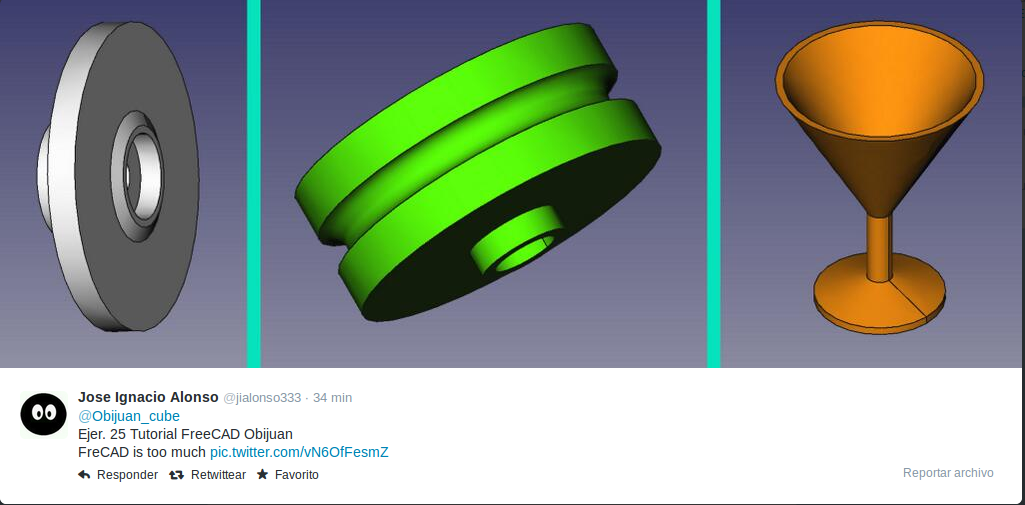 Jose Ignacio Alonso @jialonso333 · 34 min
@Obijuan_cube
Ejer. 25 Tutorial FreeCAD Obijuan
FreCAD is too much pic.twitter.com/vN6OfFesmZ
Responder Retwittear Favorito
Reportar archivo